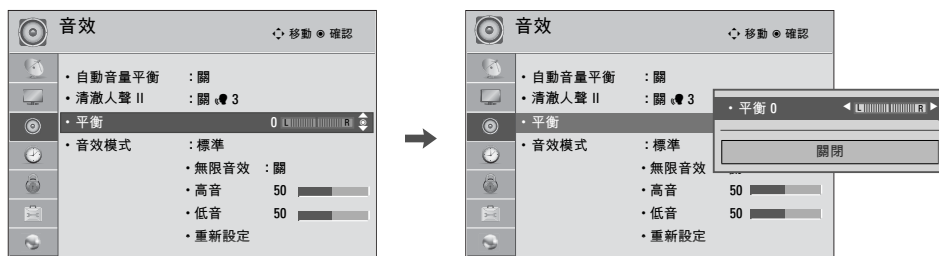 音效
移動 ◉ 確認
・自動音量平衡 :關
・清澈人聲 II :關 3
・平衡 0 L R
・音效模式 :標準
・無限音效 :關
・高音 50
・低音 50
・重新設定
音效
移動 ◉ 確認
・自動音量平衡 :關
・清澈人聲 II :關 3
・平衡
・音效模式 :標準
・無限音效
・高音 50
・低音 50
・重新設定
・平衡 0 ◀ L R ▶
關閉